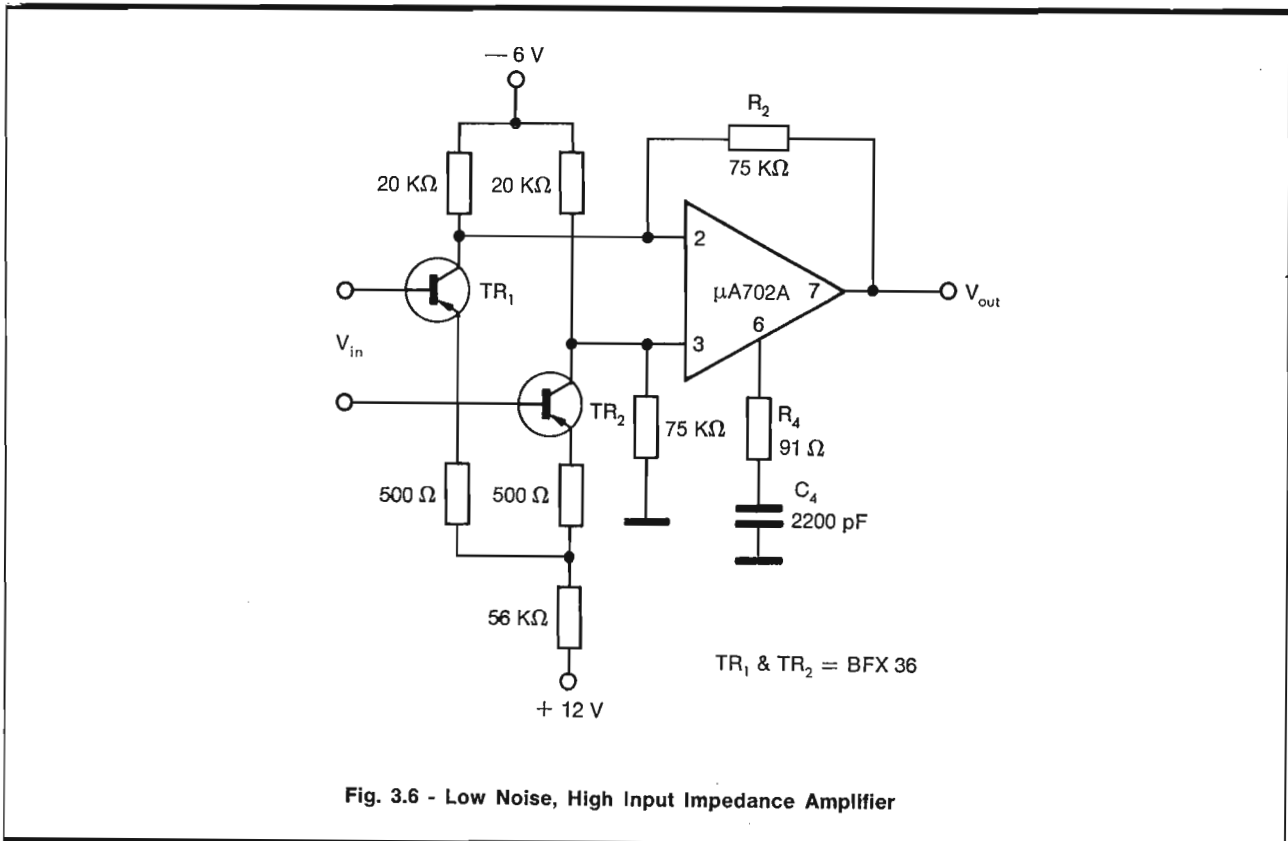 — 6 V
R2
75 KΩ
20 KΩ
20 KΩ
2
TR1
μA702A
7
Vout
6
Vin
3
TR2
75 KΩ
R4
91 Ω
500 Ω
500 Ω
C4
2200 pF
56 KΩ
TR1 & TR2 = BFX 36
+ 12 V
Fig. 3.6 - Low Noise, High Input Impedance Amplifier